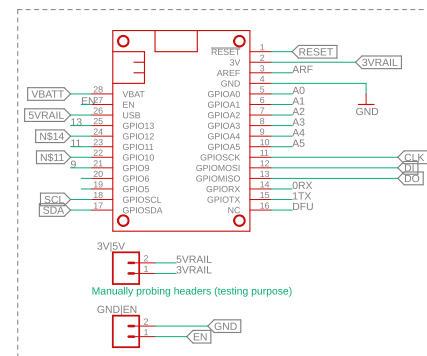 RESET 1 RESET
3V 2 3VRAIL
AREF 3 ARF
GND 4 GND
VBATT 28 VBAT GPIOA0 5 A0
EN 27 EN GPIOA1 6 A1
5VRAIL 26 USB GPIOA2 7 A2
13 25 GPIO13 GPIOA3 8 A3
N$14 24 GPIO12 GPIOA4 9 A4
11 23 GPIO11 GPIOA5 10 A5
N$11 22 GPIO10 GPIOSCK 11 CLK
9 21 GPIO9 GPIOMOSI 12 DI
20 GPIO6 GPIOMISO 13 DO
19 GPIO5 GPIORX 14 0RX
SCL 18 GPIOSCL GPIOTX 15 1TX
SDA 17 GPIOSDA NC 16 DFU
3V|5V
2 5VRAIL
1 3VRAIL
Manually probing headers (testing purpose)
GND|EN
2 GND
1 EN